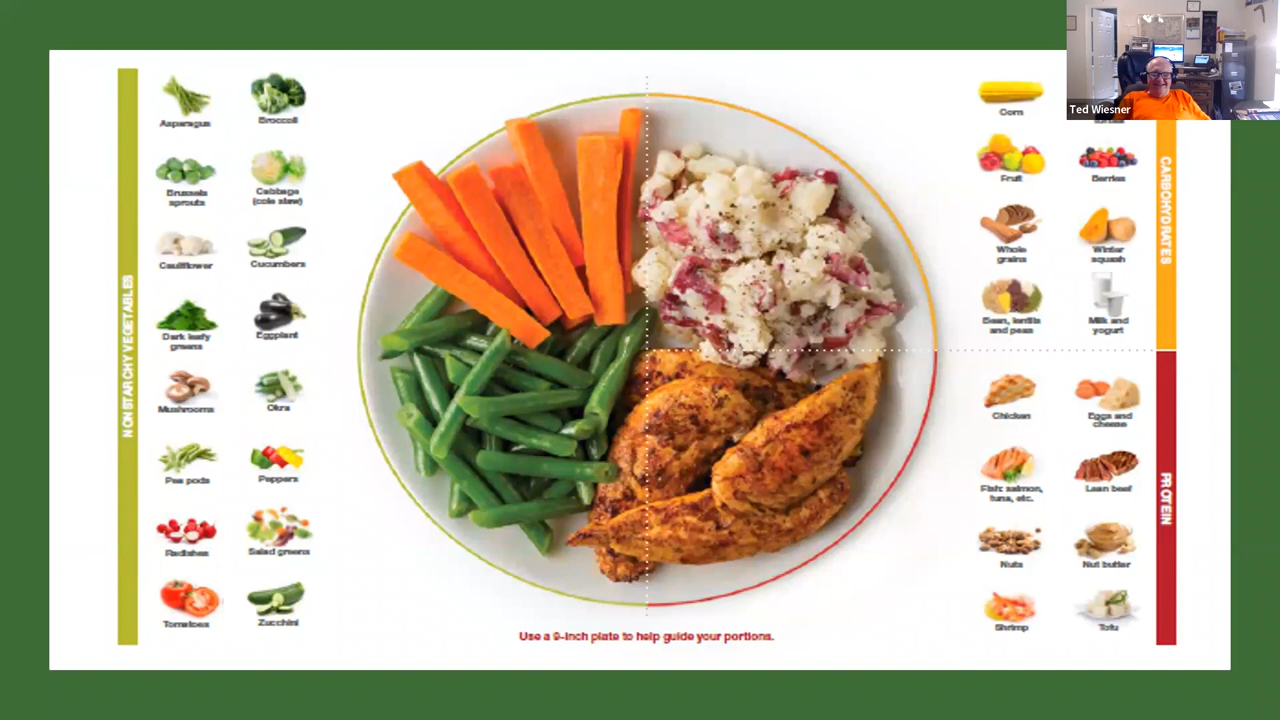 Ted Wiesner
NONSTARCHY VEGETABLES
Asparagus
Broccoli
Brussels
sprouts
Cabbage
(cole slaw)
Cauliflower
Cucumbers
Dark leafy
greens
Eggplant
Mushrooms
Okra
Pea pods
Peppers
Radishes
Salad greens
Tomatoes
Zucchini
Use a 9-inch plate to help guide your portions.
CARBOHYDRATES
Corn
Fruit
Berries
Whole
grains
Winter
squash
Bean, lentils
and peas
Milk and
yogurt
PROTEIN
Chicken
Eggs and
cheese
Fish: salmon,
tuna, etc.
Lean beef
Nuts
Nut butter
Shrimp
Tofu